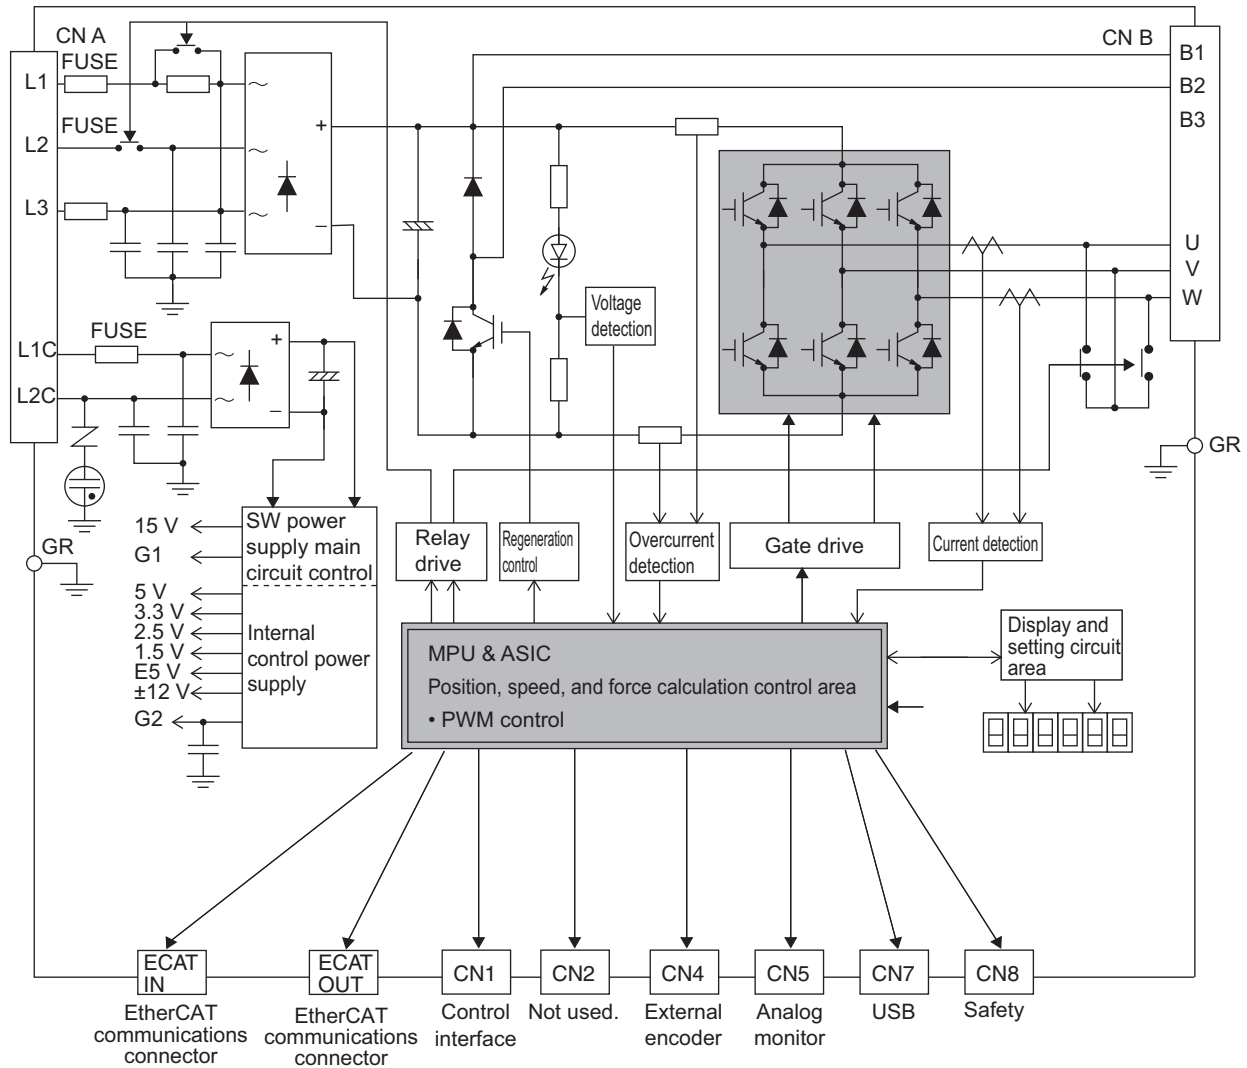 CN A
CN B
FUSE
L1
B1
B2
FUSE
B3
L2
+
L3
−
U
V
W
Voltage
detection
FUSE
L1C
+
L2C
−
GR
SW power
supply main
circuit control
15 V
G1
GR
Relay
drive
Regeneration
control
Overcurrent
detection
Gate drive
Current detection
5 V
3.3 V
2.5 V
1.5 V
E5 V
±12 V
G2
Internal
control power
supply
MPU & ASIC
Position, speed, and force calculation control area
• PWM control
Display and
setting circuit
area
ECAT
IN
ECAT
OUT
CN1
CN2
CN4
CN5
CN7
CN8
EtherCAT
communications
connector
EtherCAT
communications
connector
Control
interface
Not used.
External
encoder
Analog
monitor
USB
Safety